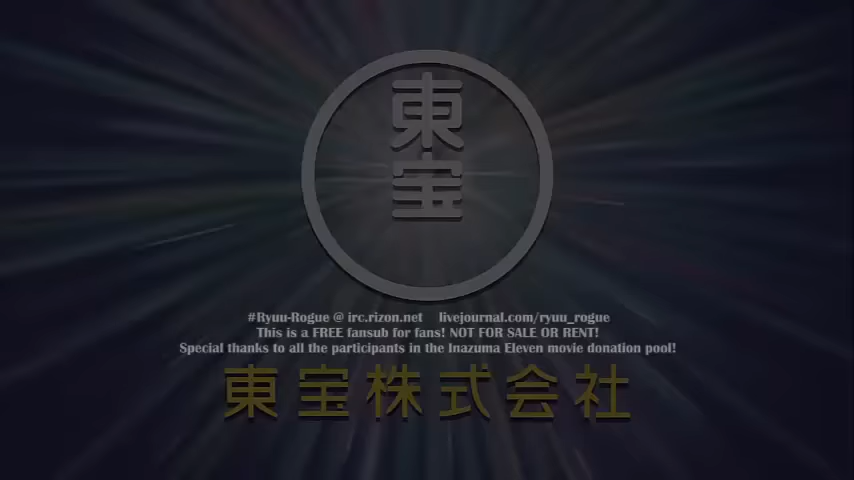 東
宝
#Ryuu-Rogue @ irc.rizon.net livejournal.com/ryuu_rogue
This is a FREE fansub for fans! NOT FOR SALE OR RENT!
Special thanks to all the participants in the Inazuma Eleven movie donation pool!
東宝株式会社